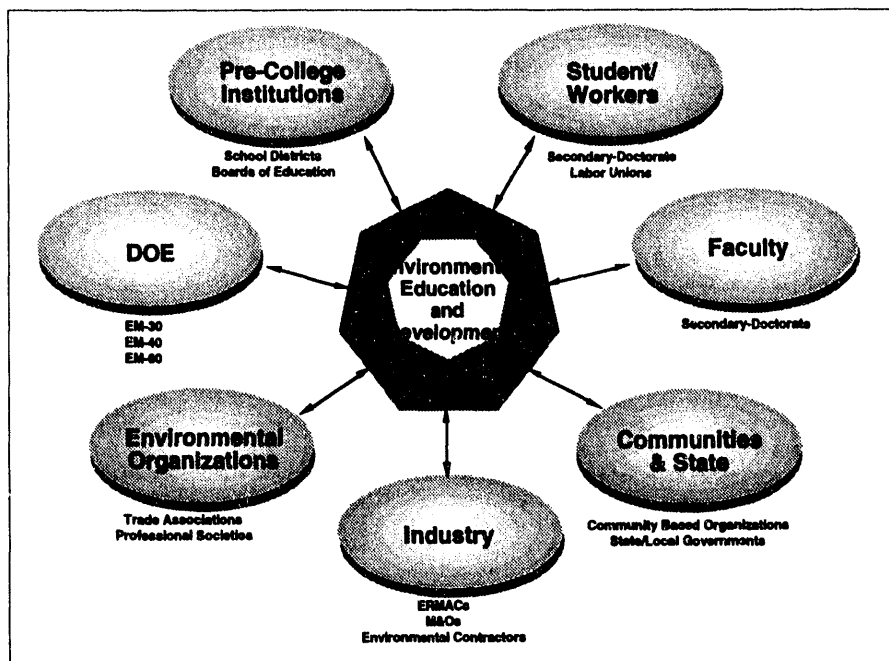 Pre-College
Institutions
School Districts
Boards of Education
Student/
Workers
Secondary-Doctorate
Labor Unions
DOE
EM-30
EM-40
EM-60
nvironment
Education
and
evelopmen
Faculty
Secondary-Doctorate
Environmental
Organizations
Trade Associations
Professional Societies
Industry
ERMACs
M&Os
Environmental Contractors
Communities
& State
Community Based Organizations
State/Local Governments